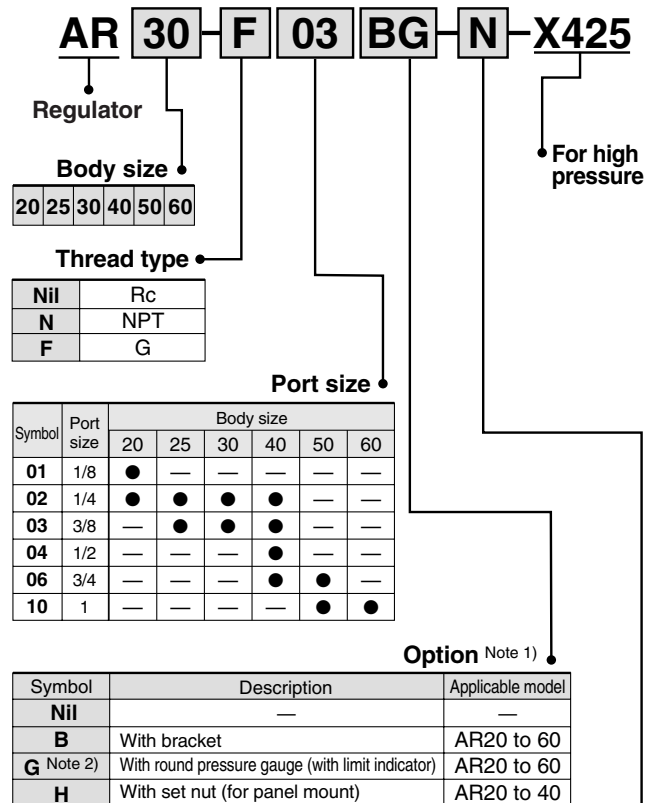 AR 30 - F 03 BG - N - X425
Regulator
For high
pressure
Body size
20 25 30 40 50 60
Thread type
Nil Rc
N NPT
F G
Port size
Symbol Port size Body size
20 25 30 40 50 60
01 1/8 ● — — — — —
02 1/4 ● ● ● ● — —
03 3/8 — ● ● ● — —
04 1/2 — — — ● — —
06 3/4 — — — ● ● —
10 1 — — — — ● ●
Option Note 1)
Symbol Description Applicable model
Nil — —
B With bracket AR20 to 60
G Note 2) With round pressure gauge (with limit indicator) AR20 to 60
H With set nut (for panel mount) AR20 to 40